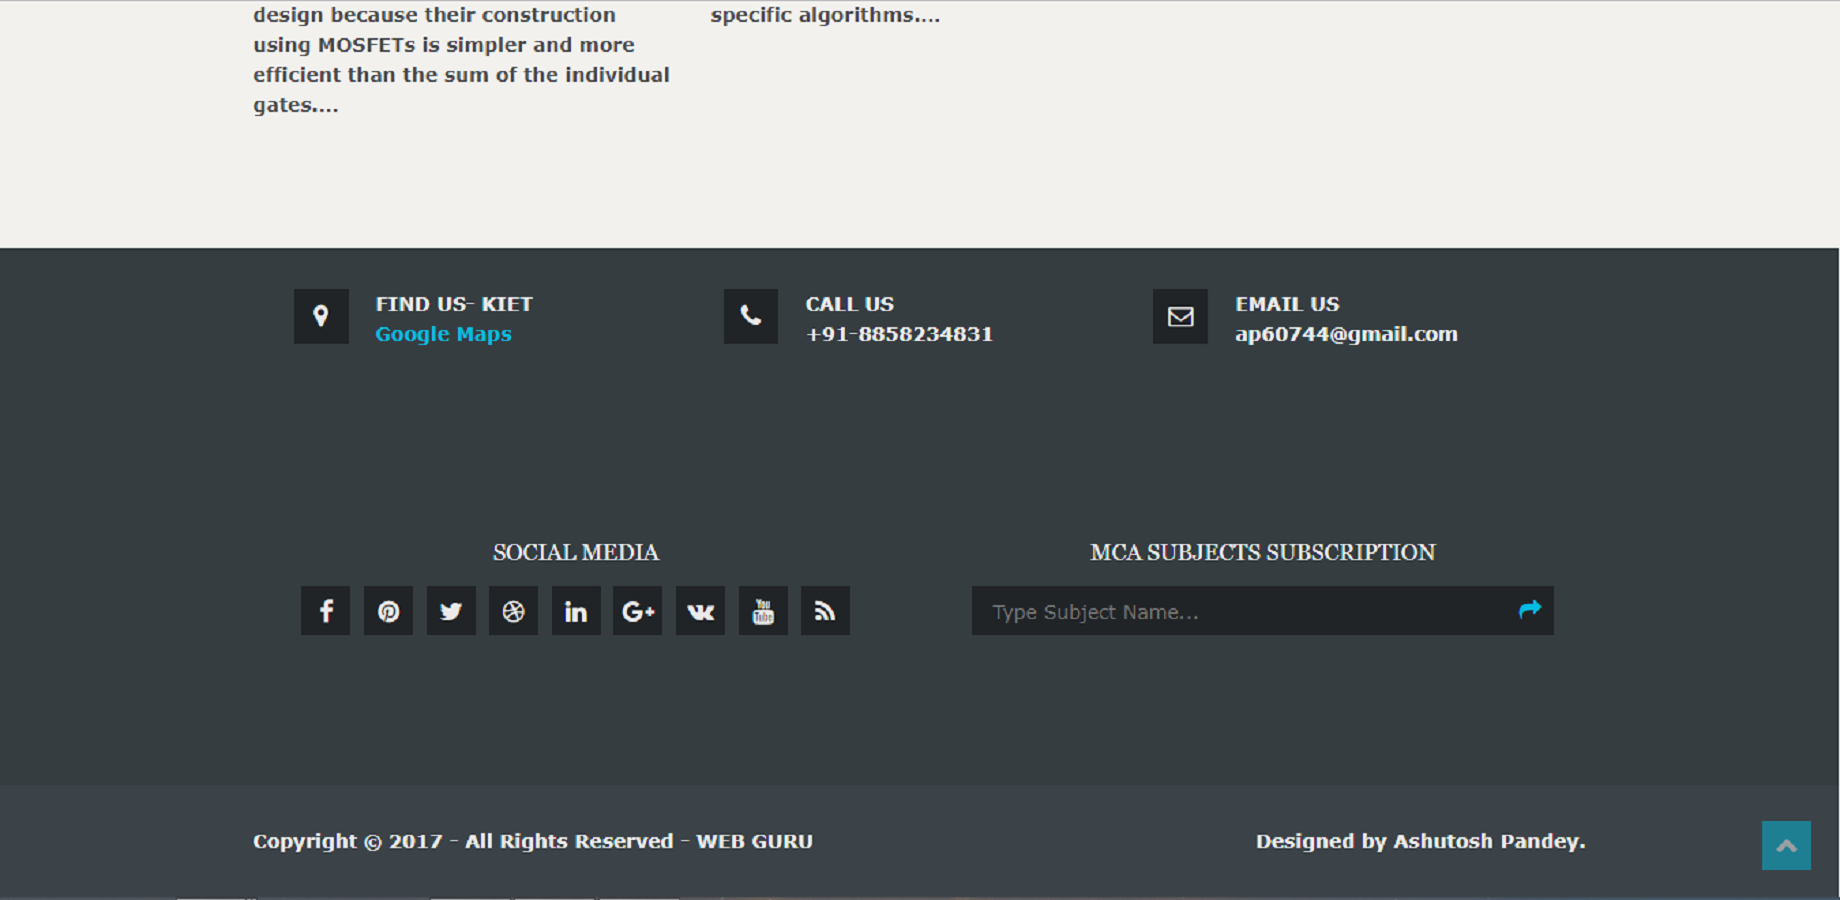 design because their construction
using MOSFETs is simpler and more
efficient than the sum of the individual
gates....
specific algorithms....
FIND US- KIET
Google Maps
CALL US
+91-8858234831
EMAIL US
ap60744@gmail.com
SOCIAL MEDIA
MCA SUBJECTS SUBSCRIPTION
You
Tube
Type Subject Name...
Copyright © 2017 - All Rights Reserved - WEB GURU
Designed by Ashutosh Pandey.